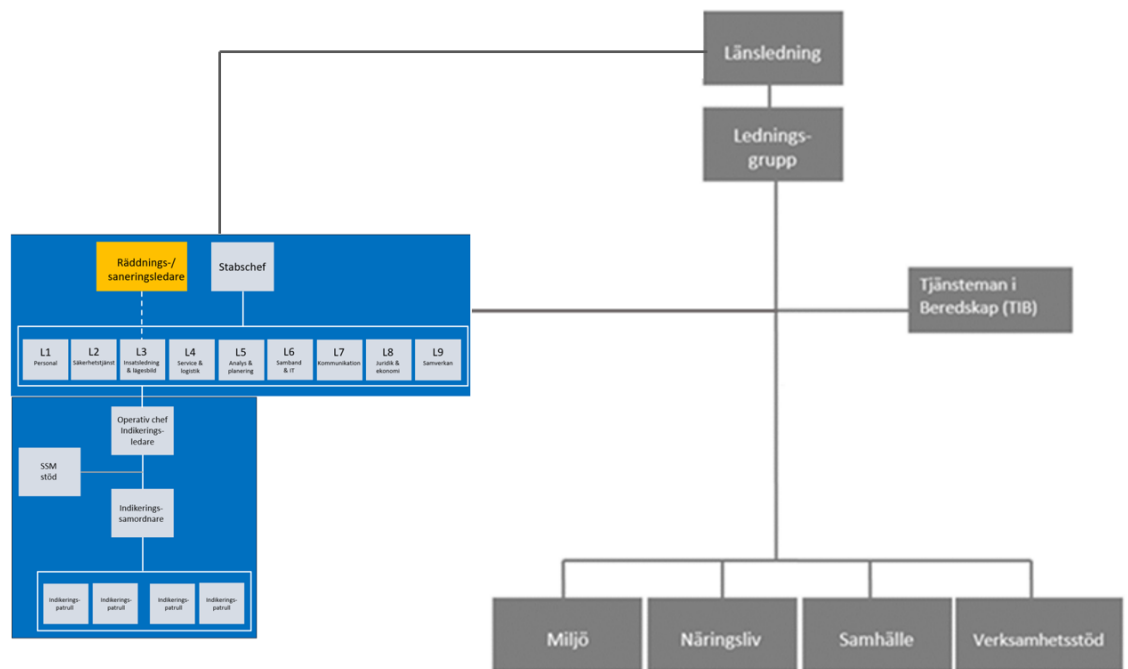 Länsledning
Lednings-
grupp
Räddnings-/
saneringsledare
Stabschef
Tjänsteman i
Beredskap (TIB)
L1
Personal
L2
Säkerhetstjänst
L3
Insatsledning
& lägesbild
L4
Service &
logistik
L5
Analys &
planering
L6
Samband
& IT
L7
Kommunikation
L8
Juridik &
ekonomi
L9
Samverkan
Operativ chef
Indikerings-
ledare
SSM
stöd
Indikerings-
samordnare
Indikerings-
patrull
Indikerings-
patrull
Indikerings-
patrull
Indikerings-
patrull
Miljö
Näringsliv
Samhälle
Verksamhetsstöd